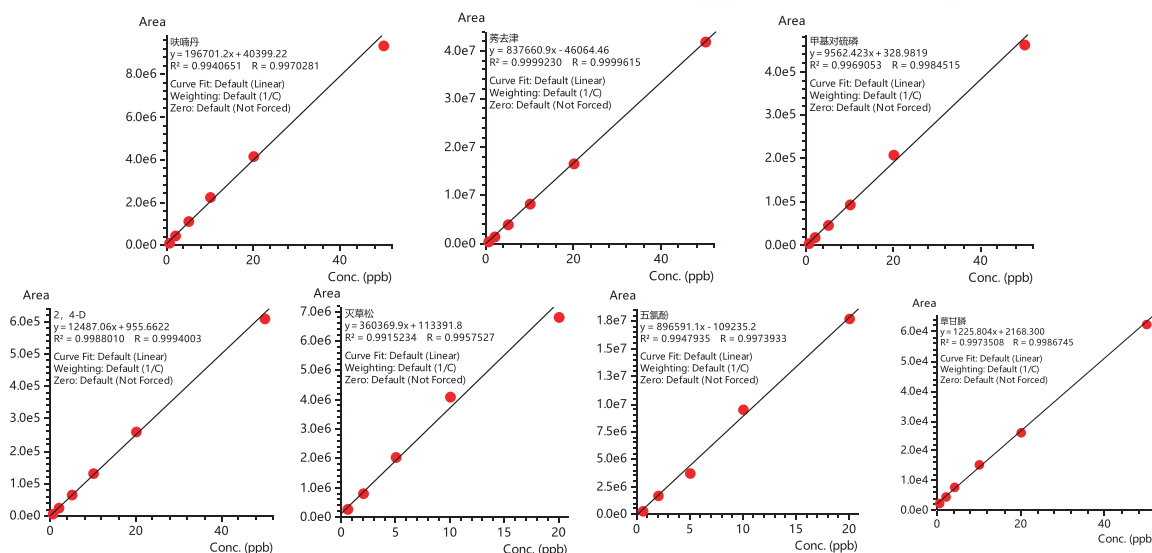 Area
呋喃丹
y = 196701.2x + 40399.22
R² = 0.9940651 R = 0.9970281
Curve Fit: Default (Linear)
Weighting: Default (1/C)
Zero: Default (Not Forced)
8.0e6
6.0e6
4.0e6
2.0e6
0.0e0
0
20
40
Conc. (ppb)
Area
莠去津
y = 837660.9x - 46064.46
R² = 0.9999230 R = 0.9999615
Curve Fit: Default (Linear)
Weighting: Default (1/C)
Zero: Default (Not Forced)
4.0e7
3.0e7
2.0e7
1.0e7
0.0e0
0
20
40
Conc. (ppb)
Area
甲基对硫磷
y = 9562.423x + 328.9819
R² = 0.9969053 R = 0.9984515
Curve Fit: Default (Linear)
Weighting: Default (1/C)
Zero: Default (Not Forced)
4.0e5
3.0e5
2.0e5
1.0e5
0.0e0
0
20
40
Conc. (ppb)
Area
2，4-D
y = 12487.06x + 955.6622
R² = 0.9988010 R = 0.9994003
Curve Fit: Default (Linear)
Weighting: Default (1/C)
Zero: Default (Not Forced)
6.0e5
5.0e5
4.0e5
3.0e5
2.0e5
1.0e5
0.0e0
0
20
40
Conc. (ppb)
Area
灭草松
y = 360369.9x + 113391.8
R² = 0.9915234 R = 0.9957527
Curve Fit: Default (Linear)
Weighting: Default (1/C)
Zero: Default (Not Forced)
7.0e6
6.0e6
5.0e6
4.0e6
3.0e6
2.0e6
1.0e6
0.0e0
0
5
10
15
20
Conc. (ppb)
Area
五氯酚
y = 896591.1x - 109235.2
R² = 0.9947935 R = 0.9973933
Curve Fit: Default (Linear)
Weighting: Default (1/C)
Zero: Default (Not Forced)
1.8e7
1.5e7
1.3e7
1.0e7
7.5e6
5.0e6
2.5e6
0.0e0
0
5
10
15
20
Conc. (ppb)
Area
草甘膦
y = 1225.804x + 2168.300
R² = 0.9973508 R = 0.9986745
Curve Fit: Default (Linear)
Weighting: Default (1/C)
Zero: Default (Not Forced)
6.0e4
5.0e4
4.0e4
3.0e4
2.0e4
1.0e4
0.0e0
0
20
40
Conc. (ppb)